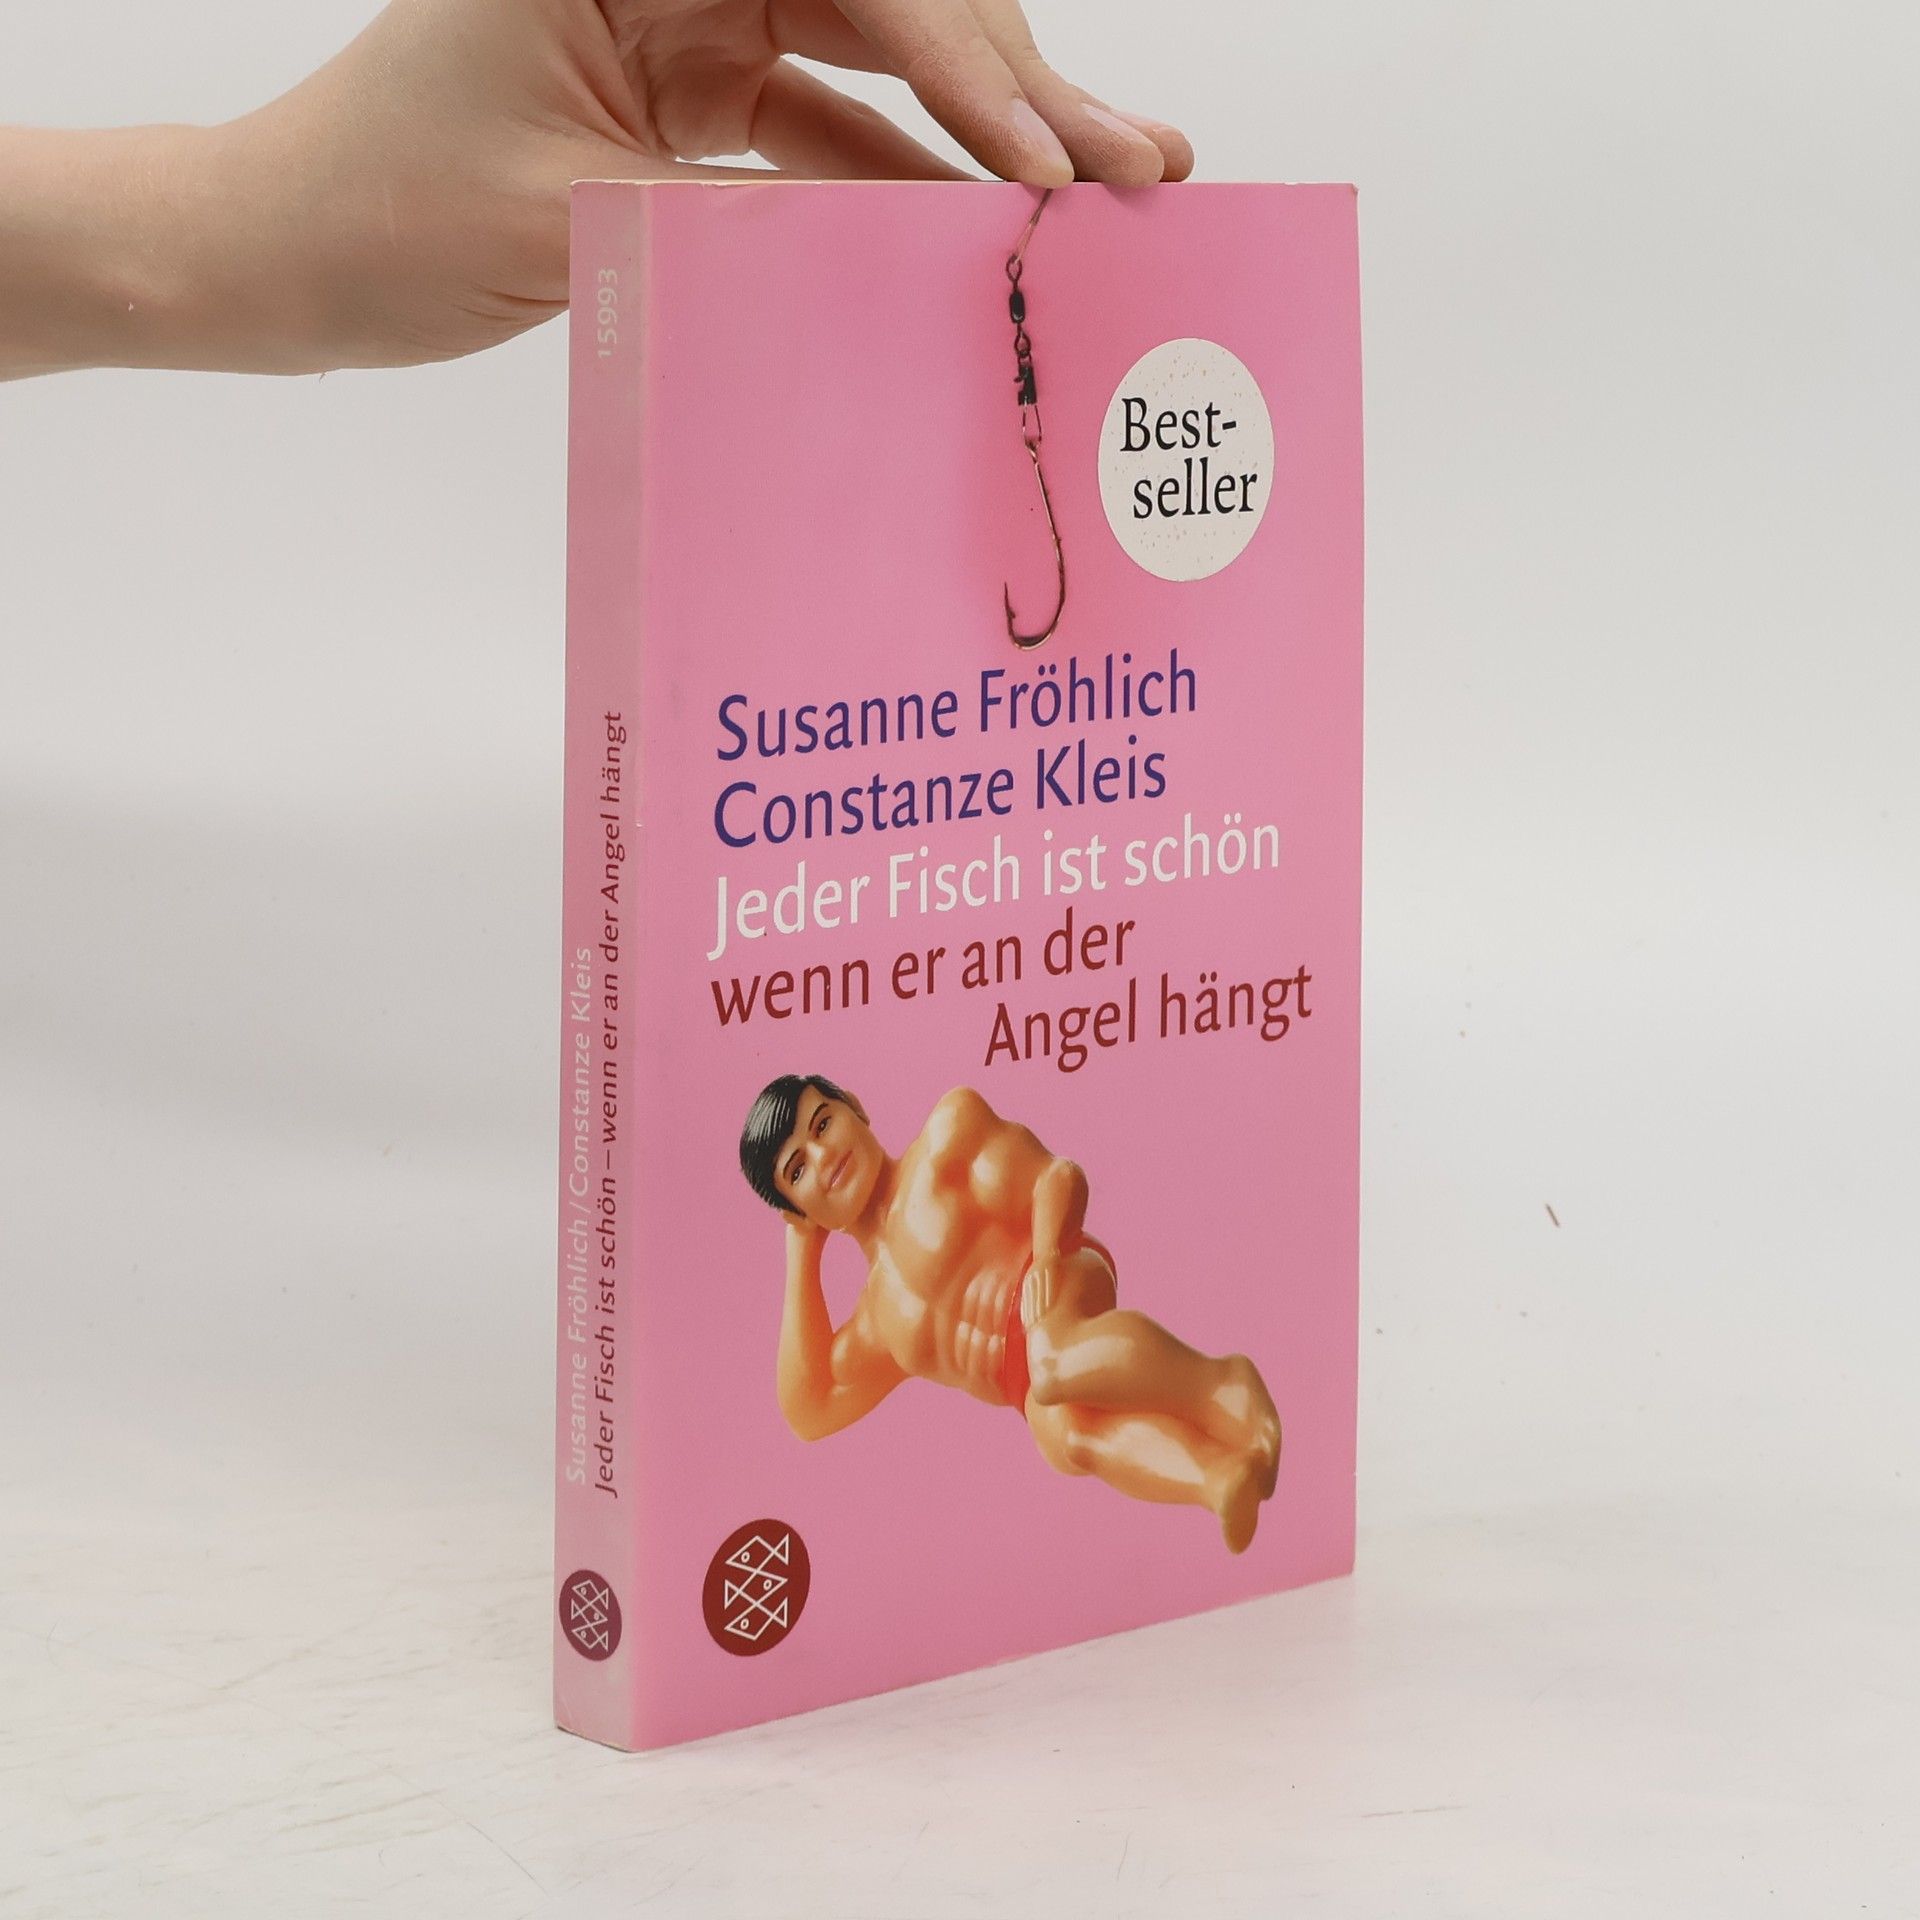 15993
Susanne Fröhlich/Constanze Kleis
Jeder Fisch ist schön – wenn er an der Angel hängt
Best-
seller
Susanne Fröhlich
Constanze Kleis
Jeder Fisch ist schön
wenn er an der
Angel hängt